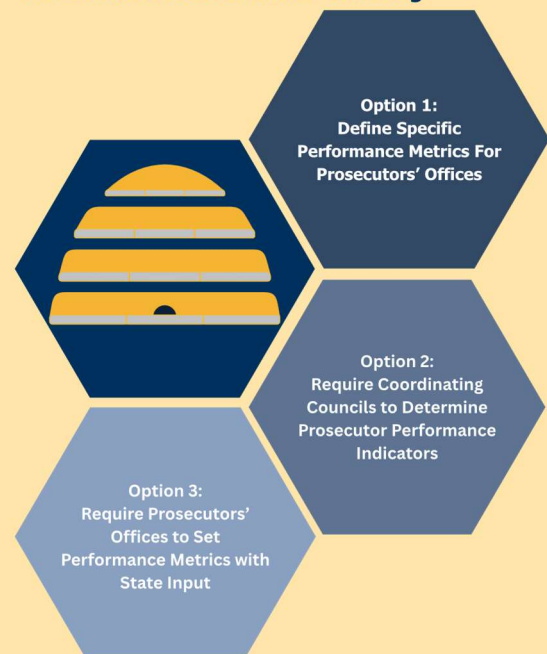 Option 1:
Define Specific
Performance Metrics For
Prosecutors' Offices
Option 2:
Require Coordinating
Councils to Determine
Prosecutor Performance
Indicators
Option 3:
Require Prosecutors'
Offices to Set
Performance Metrics with
State Input